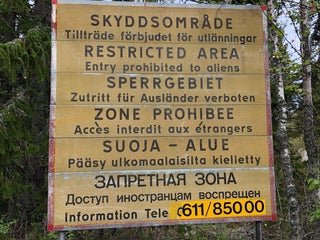 SKYDDSOMRÅDE
Tillträde förbjudet för utlänningar
RESTRICTED AREA
Entry prohibited to aliens
SPERRGEBIET
Zutritt für Ausländer verboten
ZONE PROHIBEE
Accès interdit aux étrangers
SUOJA - ALUE
Pääsy ulkomaalaisilta kielletty
ЗАПРЕТНАЯ ЗОНА
Доступ иностранцам воспрещен
Information Tele 0611/85000